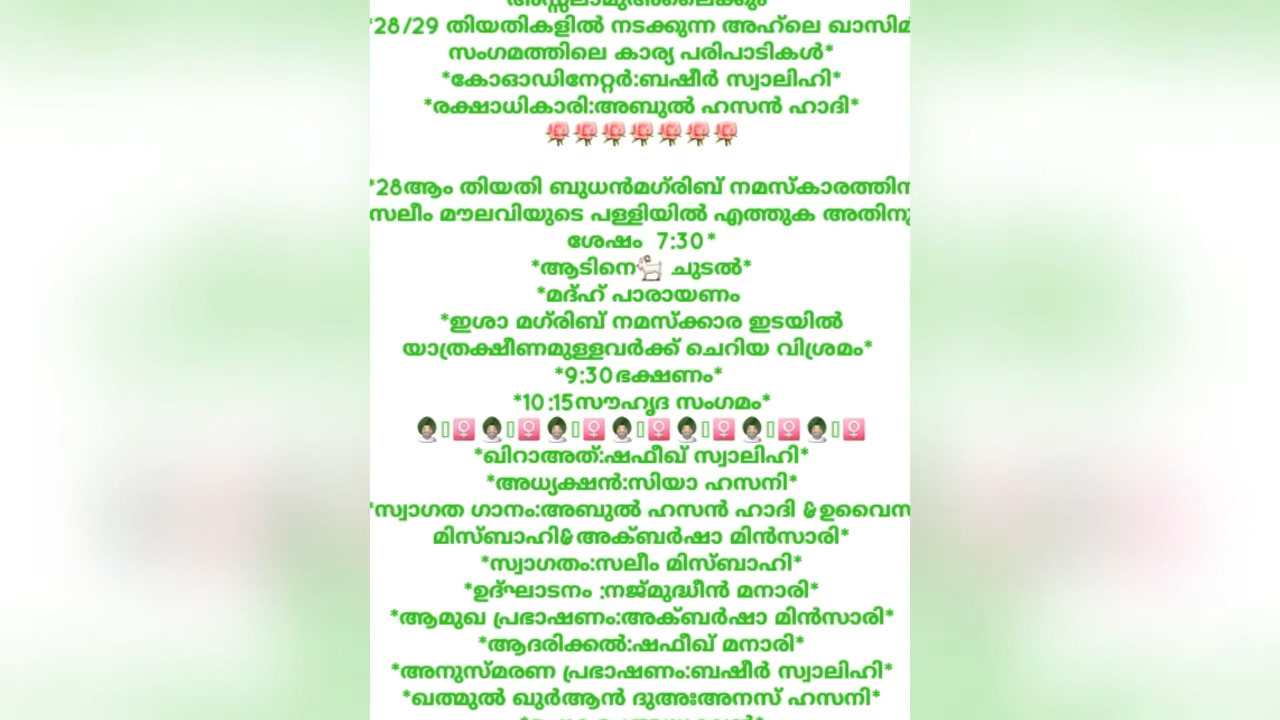 അസ്സലാമുഅലൈക്കും
*28/29 തിയതികളിൽ നടക്കുന്ന അഹ്ലെ ഖാസിമ
സംഗമത്തിലെ കാര്യ പരിപാടികൾ*
*കോഓഡിനേറ്റർ:ബഷീർ സ്വാലിഹി*
*രക്ഷാധികാരി:അബുൽ ഹസൻ ഹാദി*
🌹🌹🌹🌹🌹🌹🌹
*28ആം തിയതി ബുധൻമഗ്‌രിബ് നമസ്കാരത്തിന
സലീം മൗലവിയുടെ പള്ളിയിൽ എത്തുക അതിനു
ശേഷം 7:30*
*ആടിനെ🐐 ചുടൽ*
*മദ്ഹ് പാരായണം
*ഇശാ മഗ്‌രിബ് നമസ്ക്കാര ഇടയിൽ
യാത്രക്ഷീണമുള്ളവർക്ക് ചെറിയ വിശ്രമം*
*9:30ഭക്ഷണം*
*10:15സൗഹൃദ സംഗമം*
*ഖിറാഅത്:ഷഫീഖ് സ്വാലിഹി*
*അധ്യക്ഷൻ:സിയാ ഹസനി*
*സ്വാഗത ഗാനം:അബുൽ ഹസൻ ഹാദി &ഉവൈസ
മിസ്ബാഹി&അക്ബർഷാ മിൻസാരി*
*സ്വാഗതം:സലീം മിസ്ബാഹി*
*ഉദ്ഘാടനം :നജ്മുദ്ധീൻ മനാരി*
*ആമുഖ പ്രഭാഷണം:അക്ബർഷാ മിൻസാരി*
*ആദരിക്കൽ:ഷഫീഖ് മനാരി*
*അനുസ്മരണ പ്രഭാഷണം:ബഷീർ സ്വാലിഹി*
*ഖത്മുൽ ഖുർആൻ ദുഅഃഅനസ് ഹസനി*